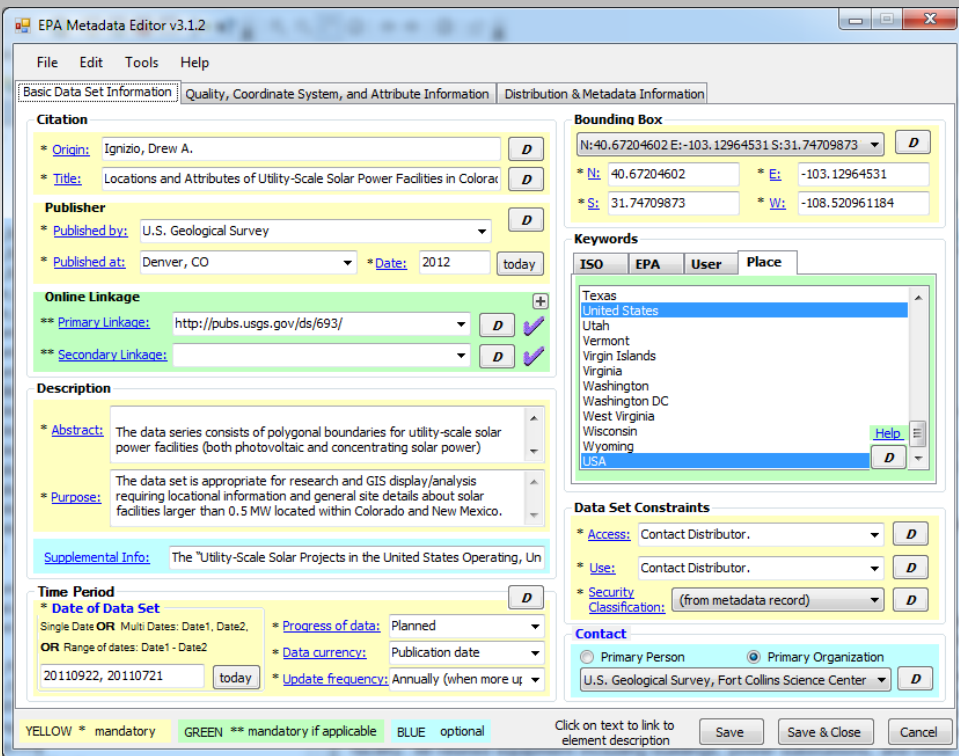 EPA Metadata Editor v3.1.2
File Edit Tools Help
Basic Data Set Information Quality, Coordinate System, and Attribute Information Distribution & Metadata Information
Citation
* Origin: Ignizio, Drew A. D
* Title: Locations and Attributes of Utility-Scale Solar Power Facilities in Colorac D
Publisher
D
* Published by: U.S. Geological Survey
* Published at: Denver, CO * Date: 2012 today
Online Linkage
** Primary Linkage: http://pubs.usgs.gov/ds/693/ D
** Secondary Linkage: D
Description
* Abstract: The data series consists of polygonal boundaries for utility-scale solar
power facilities (both photovoltaic and concentrating solar power)
* Purpose: The data set is appropriate for research and GIS display/analysis
requiring locational information and general site details about solar
facilities larger than 0.5 MW located within Colorado and New Mexico.
Supplemental Info: The "Utility-Scale Solar Projects in the United States Operating, Un
Time Period
D
* Date of Data Set
Single Date OR Multi Dates: Date1, Date2,
OR Range of dates: Date1 - Date2
20110922, 20110721 today
* Progress of data: Planned
* Data currency: Publication date
* Update frequency: Annually (when more up
Bounding Box
N:40.67204602 E:-103.12964531 S:31.74709873 D
* N: 40.67204602 * E: -103.12964531
* S: 31.74709873 * W: -108.520961184
Keywords
ISO EPA User Place
Texas
United States
Utah
Vermont
Virgin Islands
Virginia
Washington
Washington DC
West Virginia
Wisconsin
Wyoming
USA
Help
D
Data Set Constraints
* Access: Contact Distributor. D
* Use: Contact Distributor. D
* Security
Classification: (from metadata record) D
Contact
Primary Person Primary Organization
U.S. Geological Survey, Fort Collins Science Center D
YELLOW * mandatory GREEN ** mandatory if applicable BLUE optional
Click on text to link to
element description
Save Save & Close Cancel